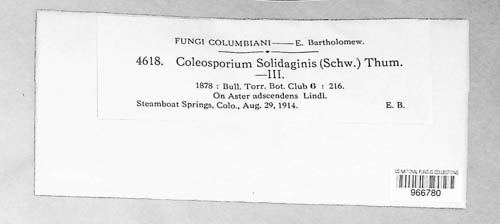 FUNGI COLUMBIANI——E. Bartholomew.
4618. Coleosporium Solidaginis (Schw.) Thum.
—III.
1878 : Bull. Torr. Bot. Club 6 : 216.
On Aster adscendens Lindl.
Steamboat Springs, Colo., Aug. 29, 1914. E. B.
US NATIONAL FUNGUS COLLECTIONS
966780